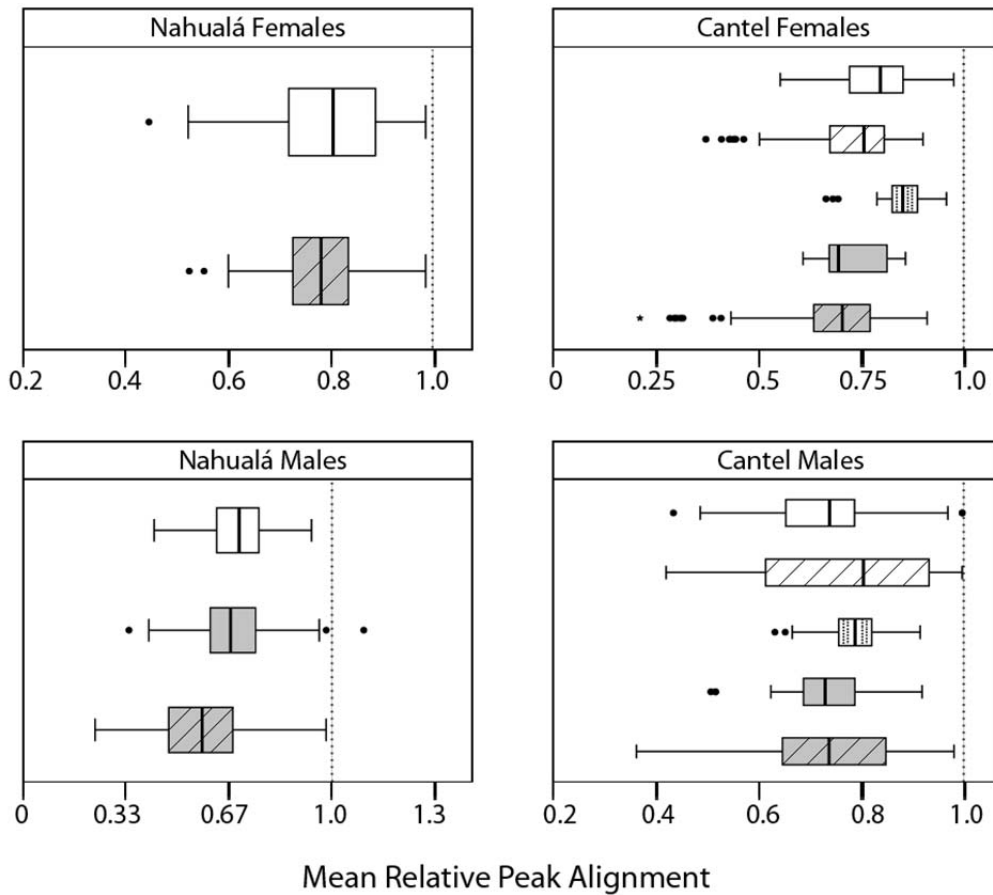 Nahualá Females
Cantel Females
0.2 0.4 0.6 0.8 1.0
0 0.25 0.5 0.75 1.0
Nahualá Males
Cantel Males
0 0.33 0.67 1.0 1.3
0.2 0.4 0.6 0.8 1.0
Mean Relative Peak Alignment